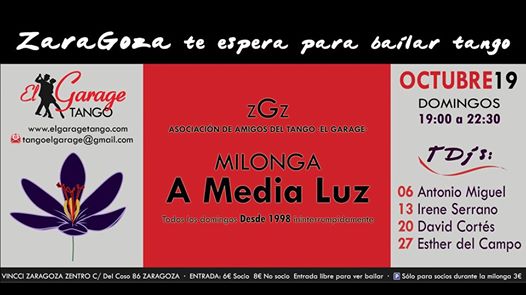 ZaraGoza te espera para bailar tango
El Garage
TANGO
www.elgaragetango.com
tangoelgarage@gmail.com
zGz
ASOCIACIÓN DE AMIGOS DEL TANGO EL GARAGE
MILONGA
A Media Luz
Todos los domingos Desde 1998 ininterrumpidamente
OCTUBRE19
DOMINGOS
19:00 a 22:30
TDjs:
06 Antonio Miguel
13 Irene Serrano
20 David Cortés
27 Esther del Campo
VINCCI ZARAGOZA ZENTRO C/ Del Coso 86 ZARAGOZA · ENTRADA: 6€ Socio 8€ No socio Entrada libre para ver bailar · P Sólo para socios durante la milonga 3€